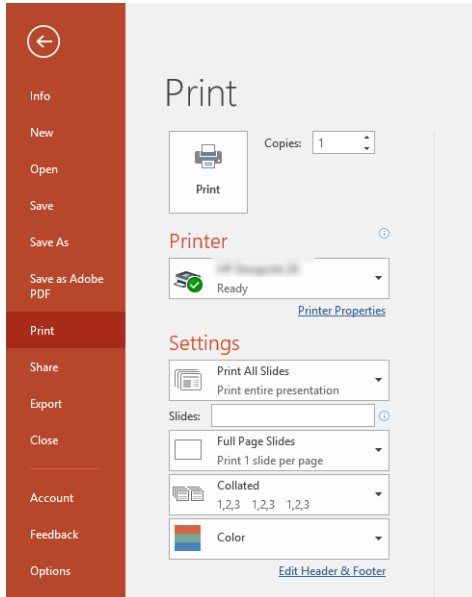 Info
New
Open
Save
Save As
Save as Adobe
PDF
Print
Share
Export
Close
Account
Feedback
Options
Print
Copies: 1
Print
Printer
Ready
Printer Properties
Settings
Print All Slides
Print entire presentation
Slides:
Full Page Slides
Print 1 slide per page
Collated
1,2,3 1,2,3 1,2,3
Color
Edit Header & Footer